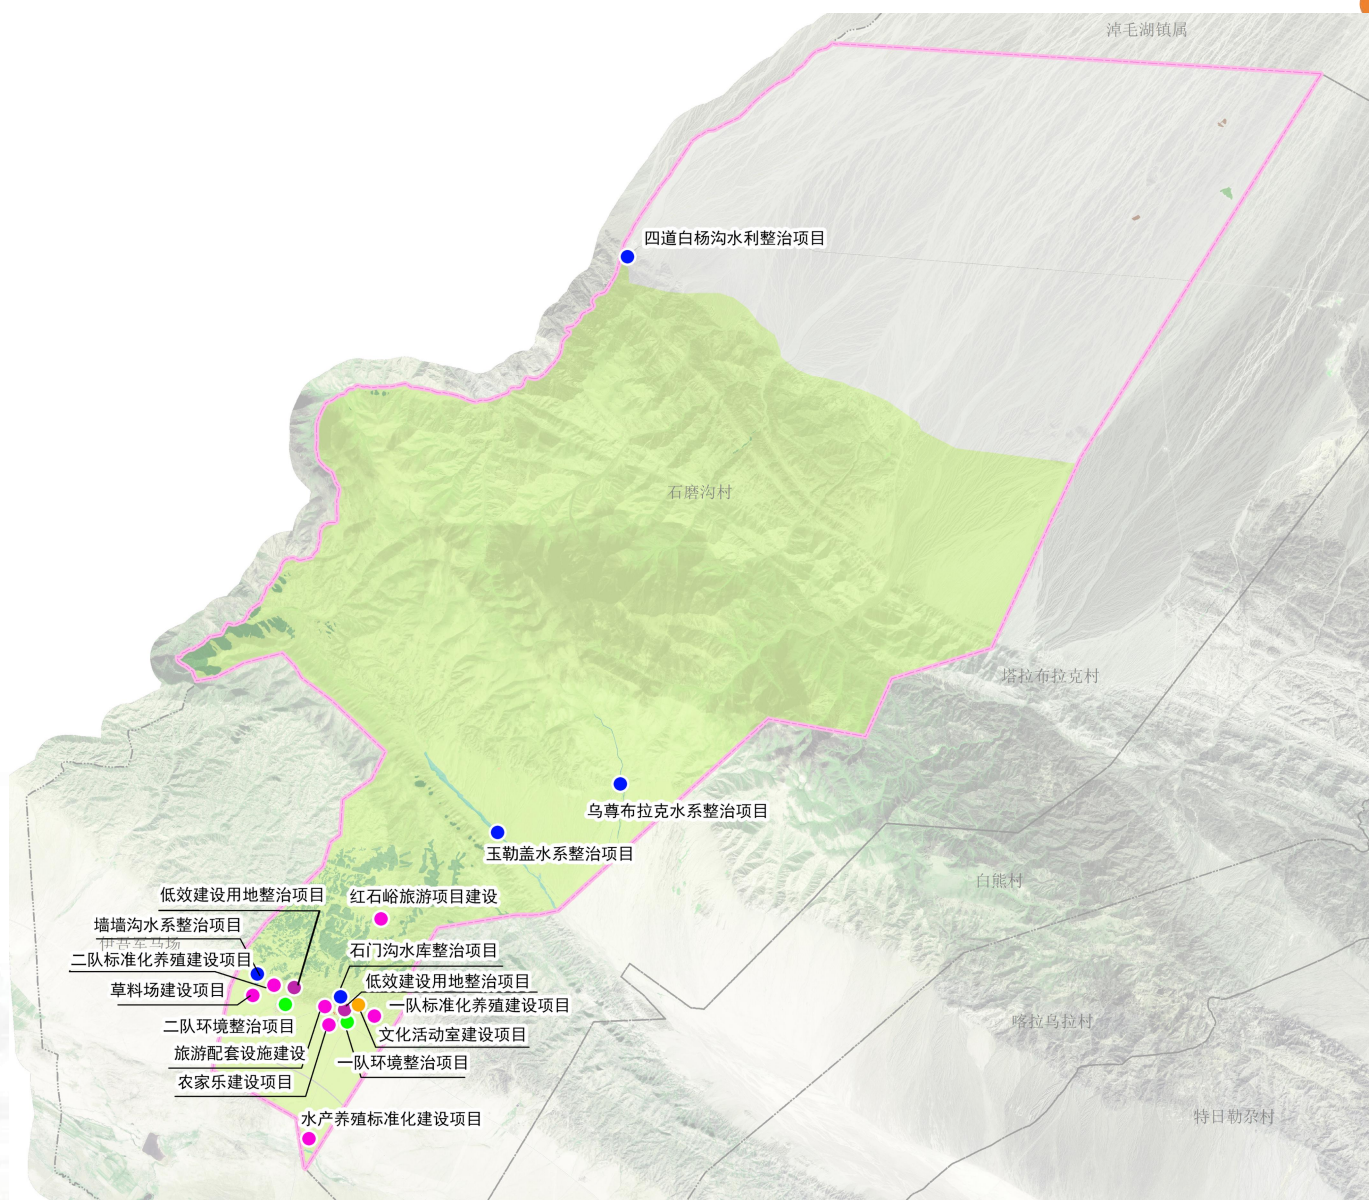 淖毛湖镇属
四道白杨沟水利整治项目
石磨沟村
塔拉布拉克村
乌尊布拉克水系整治项目
玉勒盖水系整治项目
白熊村
低效建设用地整治项目
红石峪旅游项目建设
墙墙沟水系整治项目
伊吾军马场
石门沟水库整治项目
二队标准化养殖建设项目
低效建设用地整治项目
草料场建设项目
一队标准化养殖建设项目
二队环境整治项目
喀拉乌拉村
文化活动室建设项目
旅游配套设施建设
一队环境整治项目
农家乐建设项目
水产养殖标准化建设项目
特日勒尕村